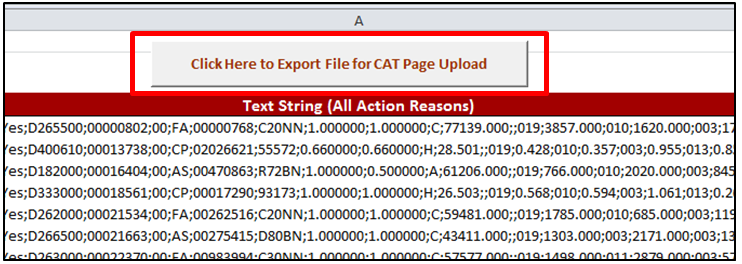 A
Click Here to Export File for CAT Page Upload
Text String (All Action Reasons)
Yes;D265500;00000802;00;FA;00000768;C20NN;1.000000;1.000000;C;77139.000;;019;3857.000;010;1620.000;003;17
Yes;D400610;00013738;00;CP;02026621;55572;0.660000;0.660000;H;28.501;;019;0.428;010;0.357;003;0.955;013;0.8
Yes;D182000;00016404;00;AS;00470863;R72BN;1.000000;0.500000;A;61206.000;;019;766.000;010;2020.000;003;845
Yes;D333000;00018561;00;CP;00017290;93173;1.000000;1.000000;H;26.503;;019;0.568;010;0.594;003;1.061;013;0.20
Yes;D262000;00021534;00;FA;00262516;C20NN;1.000000;1.000000;C;59481.000;;019;1785.000;010;685.000;003;119
Yes;D266500;00021663;00;AS;00275415;D80BN;1.000000;1.000000;C;43411.000;;019;1303.000;003;2171.000;003;13
Yes;D263000;00022370;00;FA;00983994;C30NN;1.000000;1.000000;C;57577.000;;019;1498.000;011;2879.000;003;57